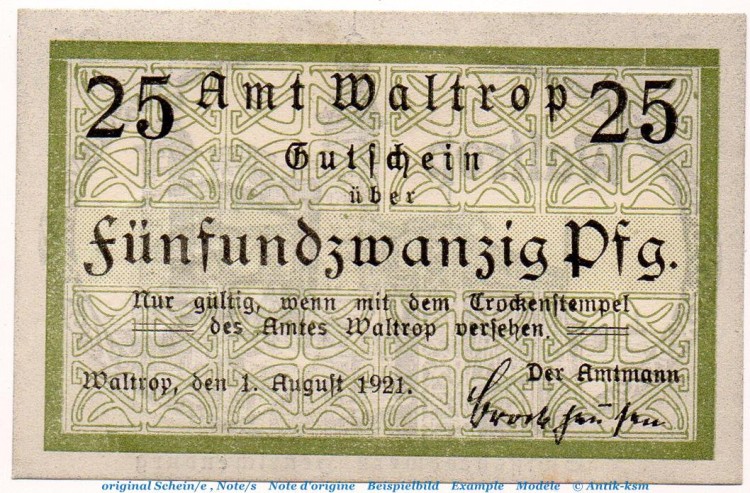 25 Amt Waltrop 25
Gutschein
über
Fünfundzwanzig Pfg.
Nur gültig, wenn mit dem Trockenstempel
des Amtes Waltrop versehen.
Waltrop, den 1. August 1921.
Der Amtmann
original Schein/e , Note/s Note d'origine Beispielbild Example Modèle © Antik-ksm